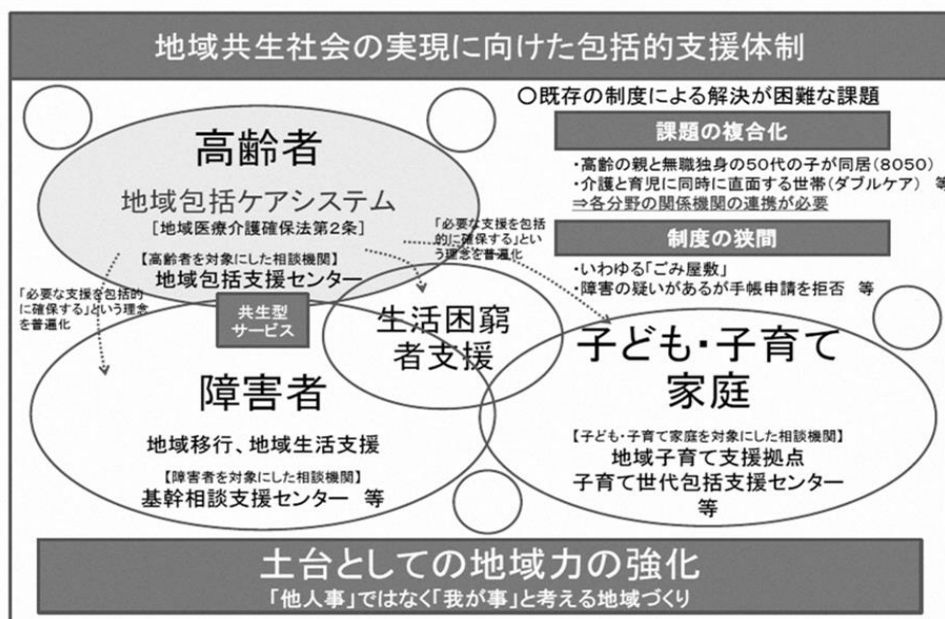 地域共生社会の実現に向けた包括的支援体制
高齢者
地域包括ケアシステム
[地域医療介護確保法第2条]
【高齢者を対象にした相談機関】
地域包括支援センター
「必要な支援を包括
的に確保する」とい
う理念を普遍化
「必要な支援を包括的
に確保する」という理念
を普遍化
共生型
サービス
生活困窮
者支援
障害者
地域移行、地域生活支援
【障害者を対象にした相談機関】
基幹相談支援センター 等
〇既存の制度による解決が困難な課題
課題の複合化
・高齢の親と無職独身の50代の子が同居(8050)
・介護と育児に同時に直面する世帯(ダブルケア) 等
⇒各分野の関係機関の連携が必要
制度の狭間
・いわゆる「ごみ屋敷」
・障害の疑いがあるが手帳申請を拒否 等
子ども・子育て
家庭
【子ども・子育て家庭を対象にした相談機関】
地域子育て支援拠点
子育て世代包括支援センター
等
土台としての地域力の強化
「他人事」ではなく「我が事」と考える地域づくり